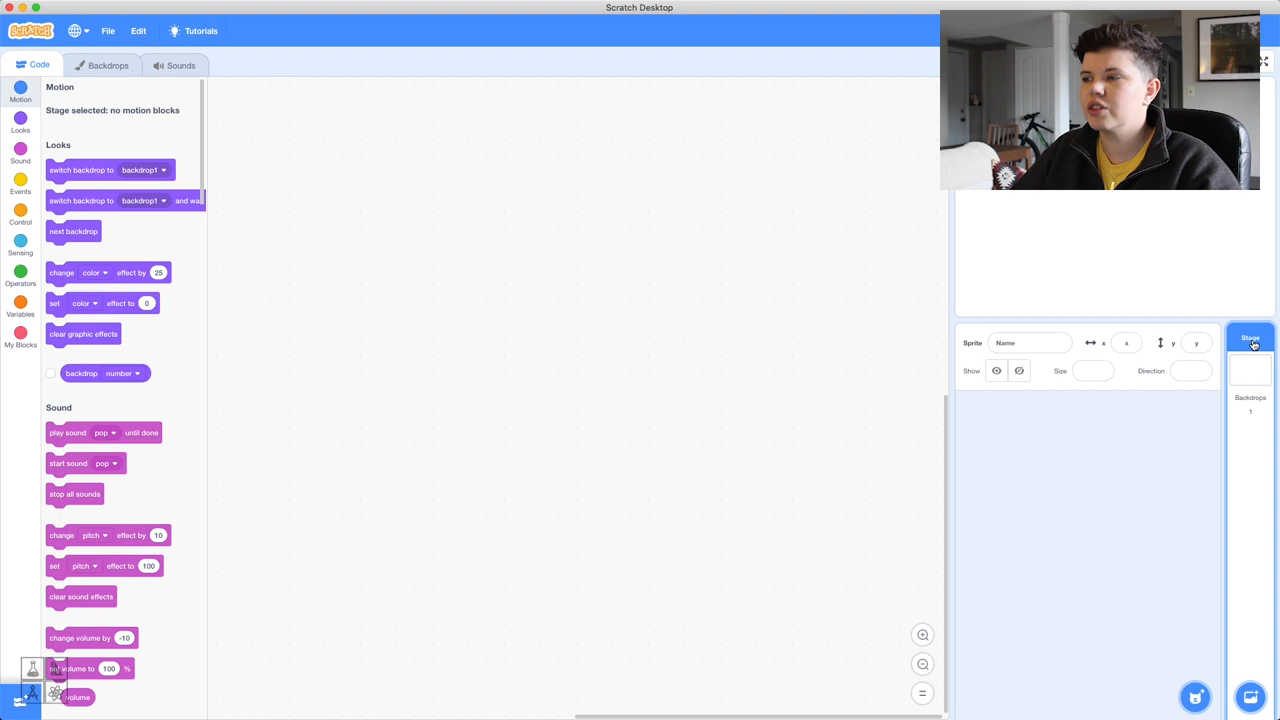 Scratch Desktop
SCRATCH File Edit Tutorials
Code Backdrops Sounds
Motion
Looks
Sound
Events
Control
Sensing
Operators
Variables
My Blocks
Motion
Stage selected: no motion blocks
Looks
switch backdrop to backdrop1
switch backdrop to backdrop1 and wa
next backdrop
change color effect by 25
set color effect to 0
clear graphic effects
backdrop number
Sound
play sound pop until done
start sound pop
stop all sounds
change pitch effect by 10
set pitch effect to 100
clear sound effects
change volume by -10
volume to 100 %
volume
Sprite Name x x y y
Show Size Direction
Stage
Backdrops
1